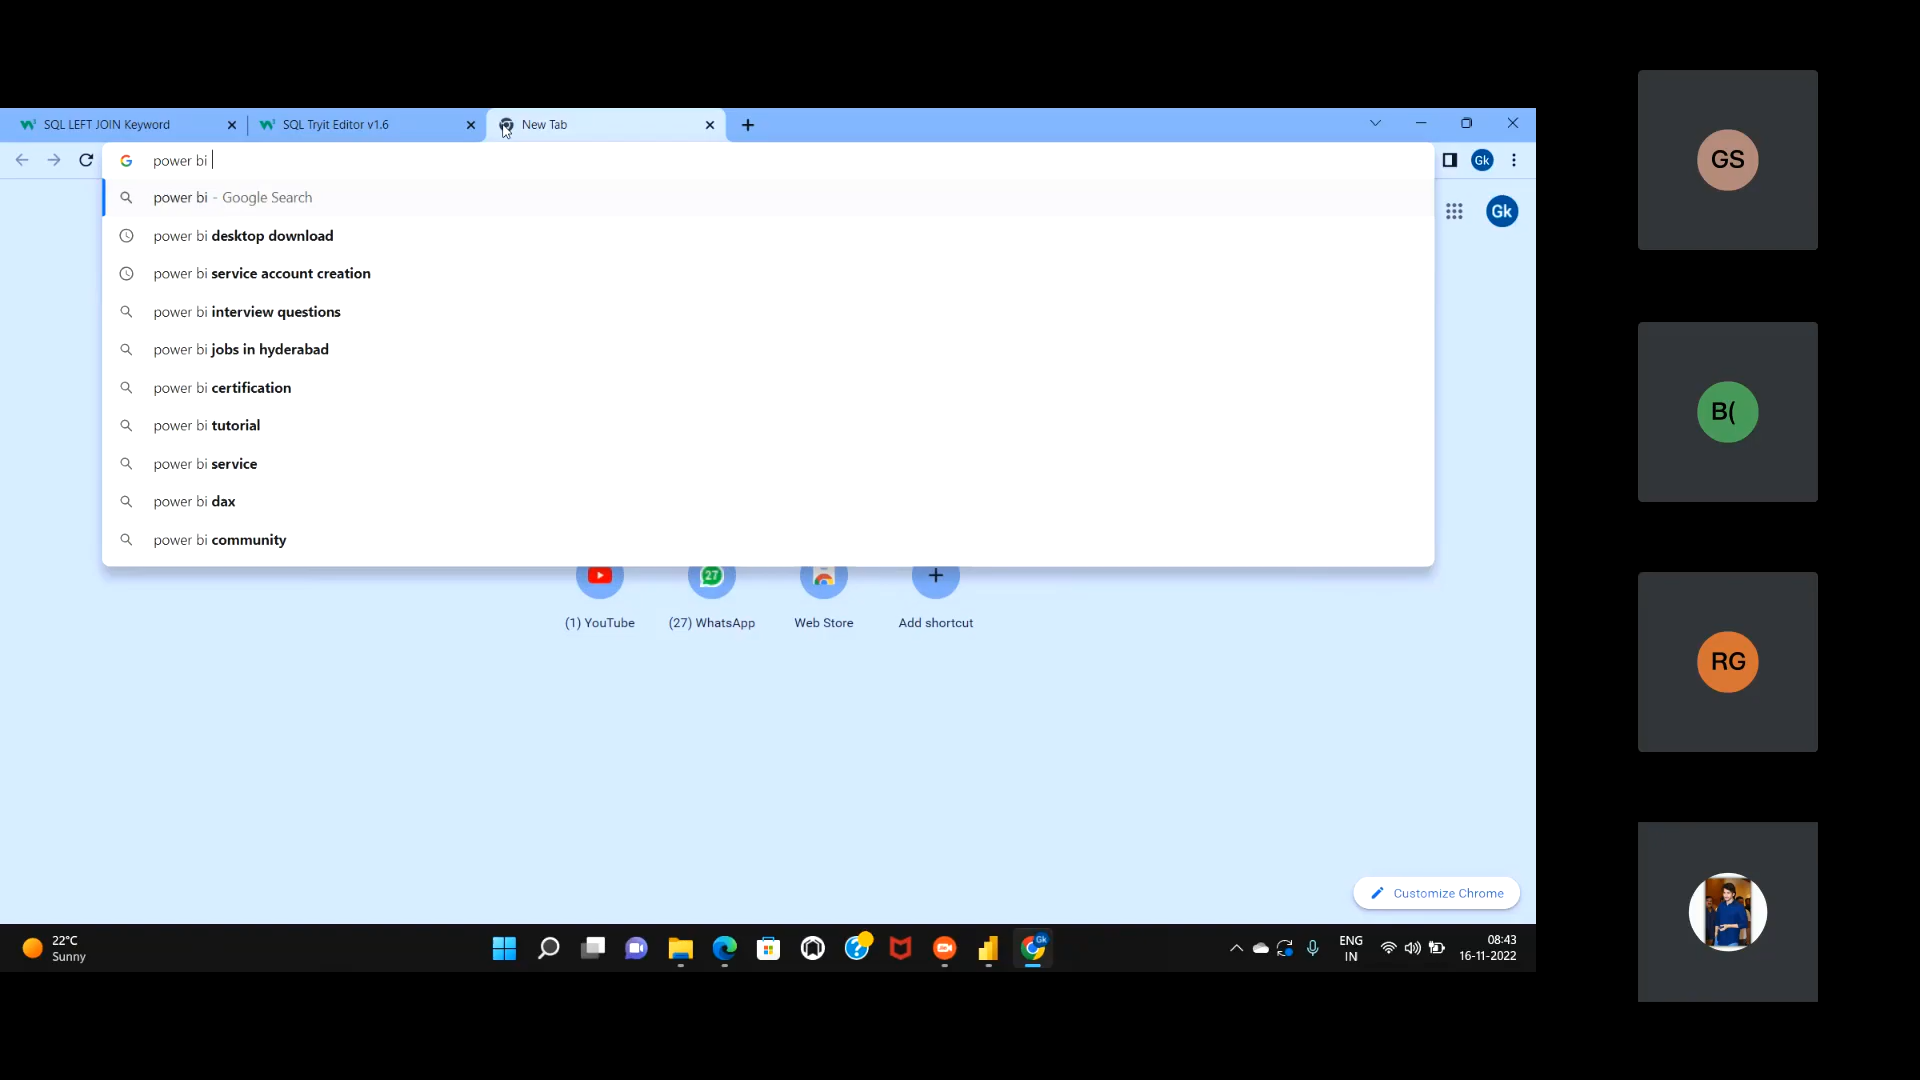 SQL LEFT JOIN Keyword
SQL Tryit Editor v1.6
New Tab
power bi
Gk
power bi - Google Search
Gk
power bi desktop download
power bi service account creation
power bi interview questions
power bi jobs in hyderabad
power bi certification
power bi tutorial
power bi service
power bi dax
power bi community
27
(1) YouTube
(27) WhatsApp
Web Store
Add shortcut
Customize Chrome
22°C
Sunny
Gk
ENG
IN
08:43
16-11-2022
GS
B(
RG